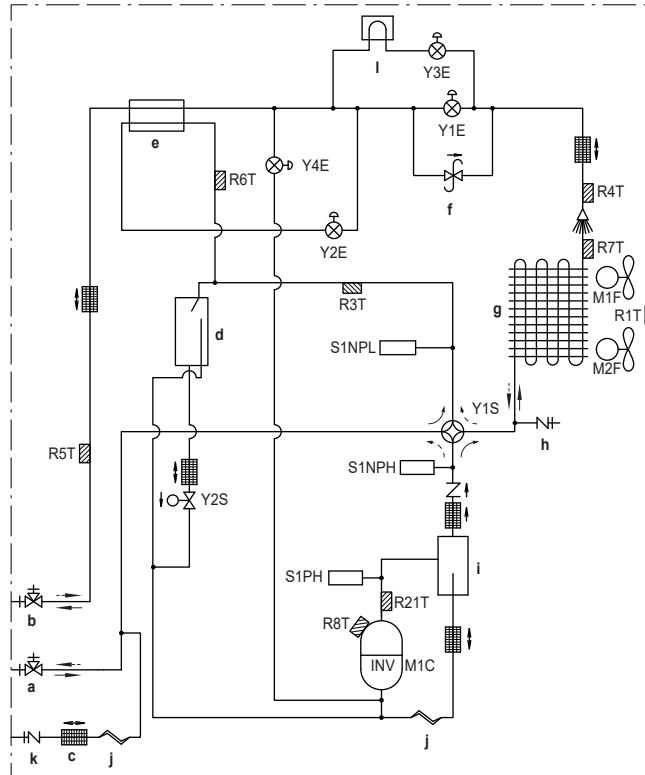 l
Y3E
Y1E
e
Y4E
R6T
f
R4T
Y2E
R7T
M1F
R3T
g
R1T
d
S1NPL
M2F
Y1S
h
R5T
S1NPH
Y2S
i
S1PH
R21T
b
R8T
INV
M1C
a
j
k
c
j